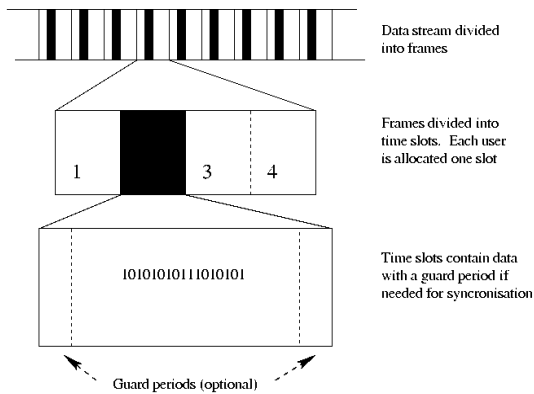 Data stream divided
into frames
Frames divided into
time slots. Each user
is allocated one slot
1 3 4
Time slots contain data
with a guard period if
needed for syncronisation
10101010111010101
Guard periods (optional)